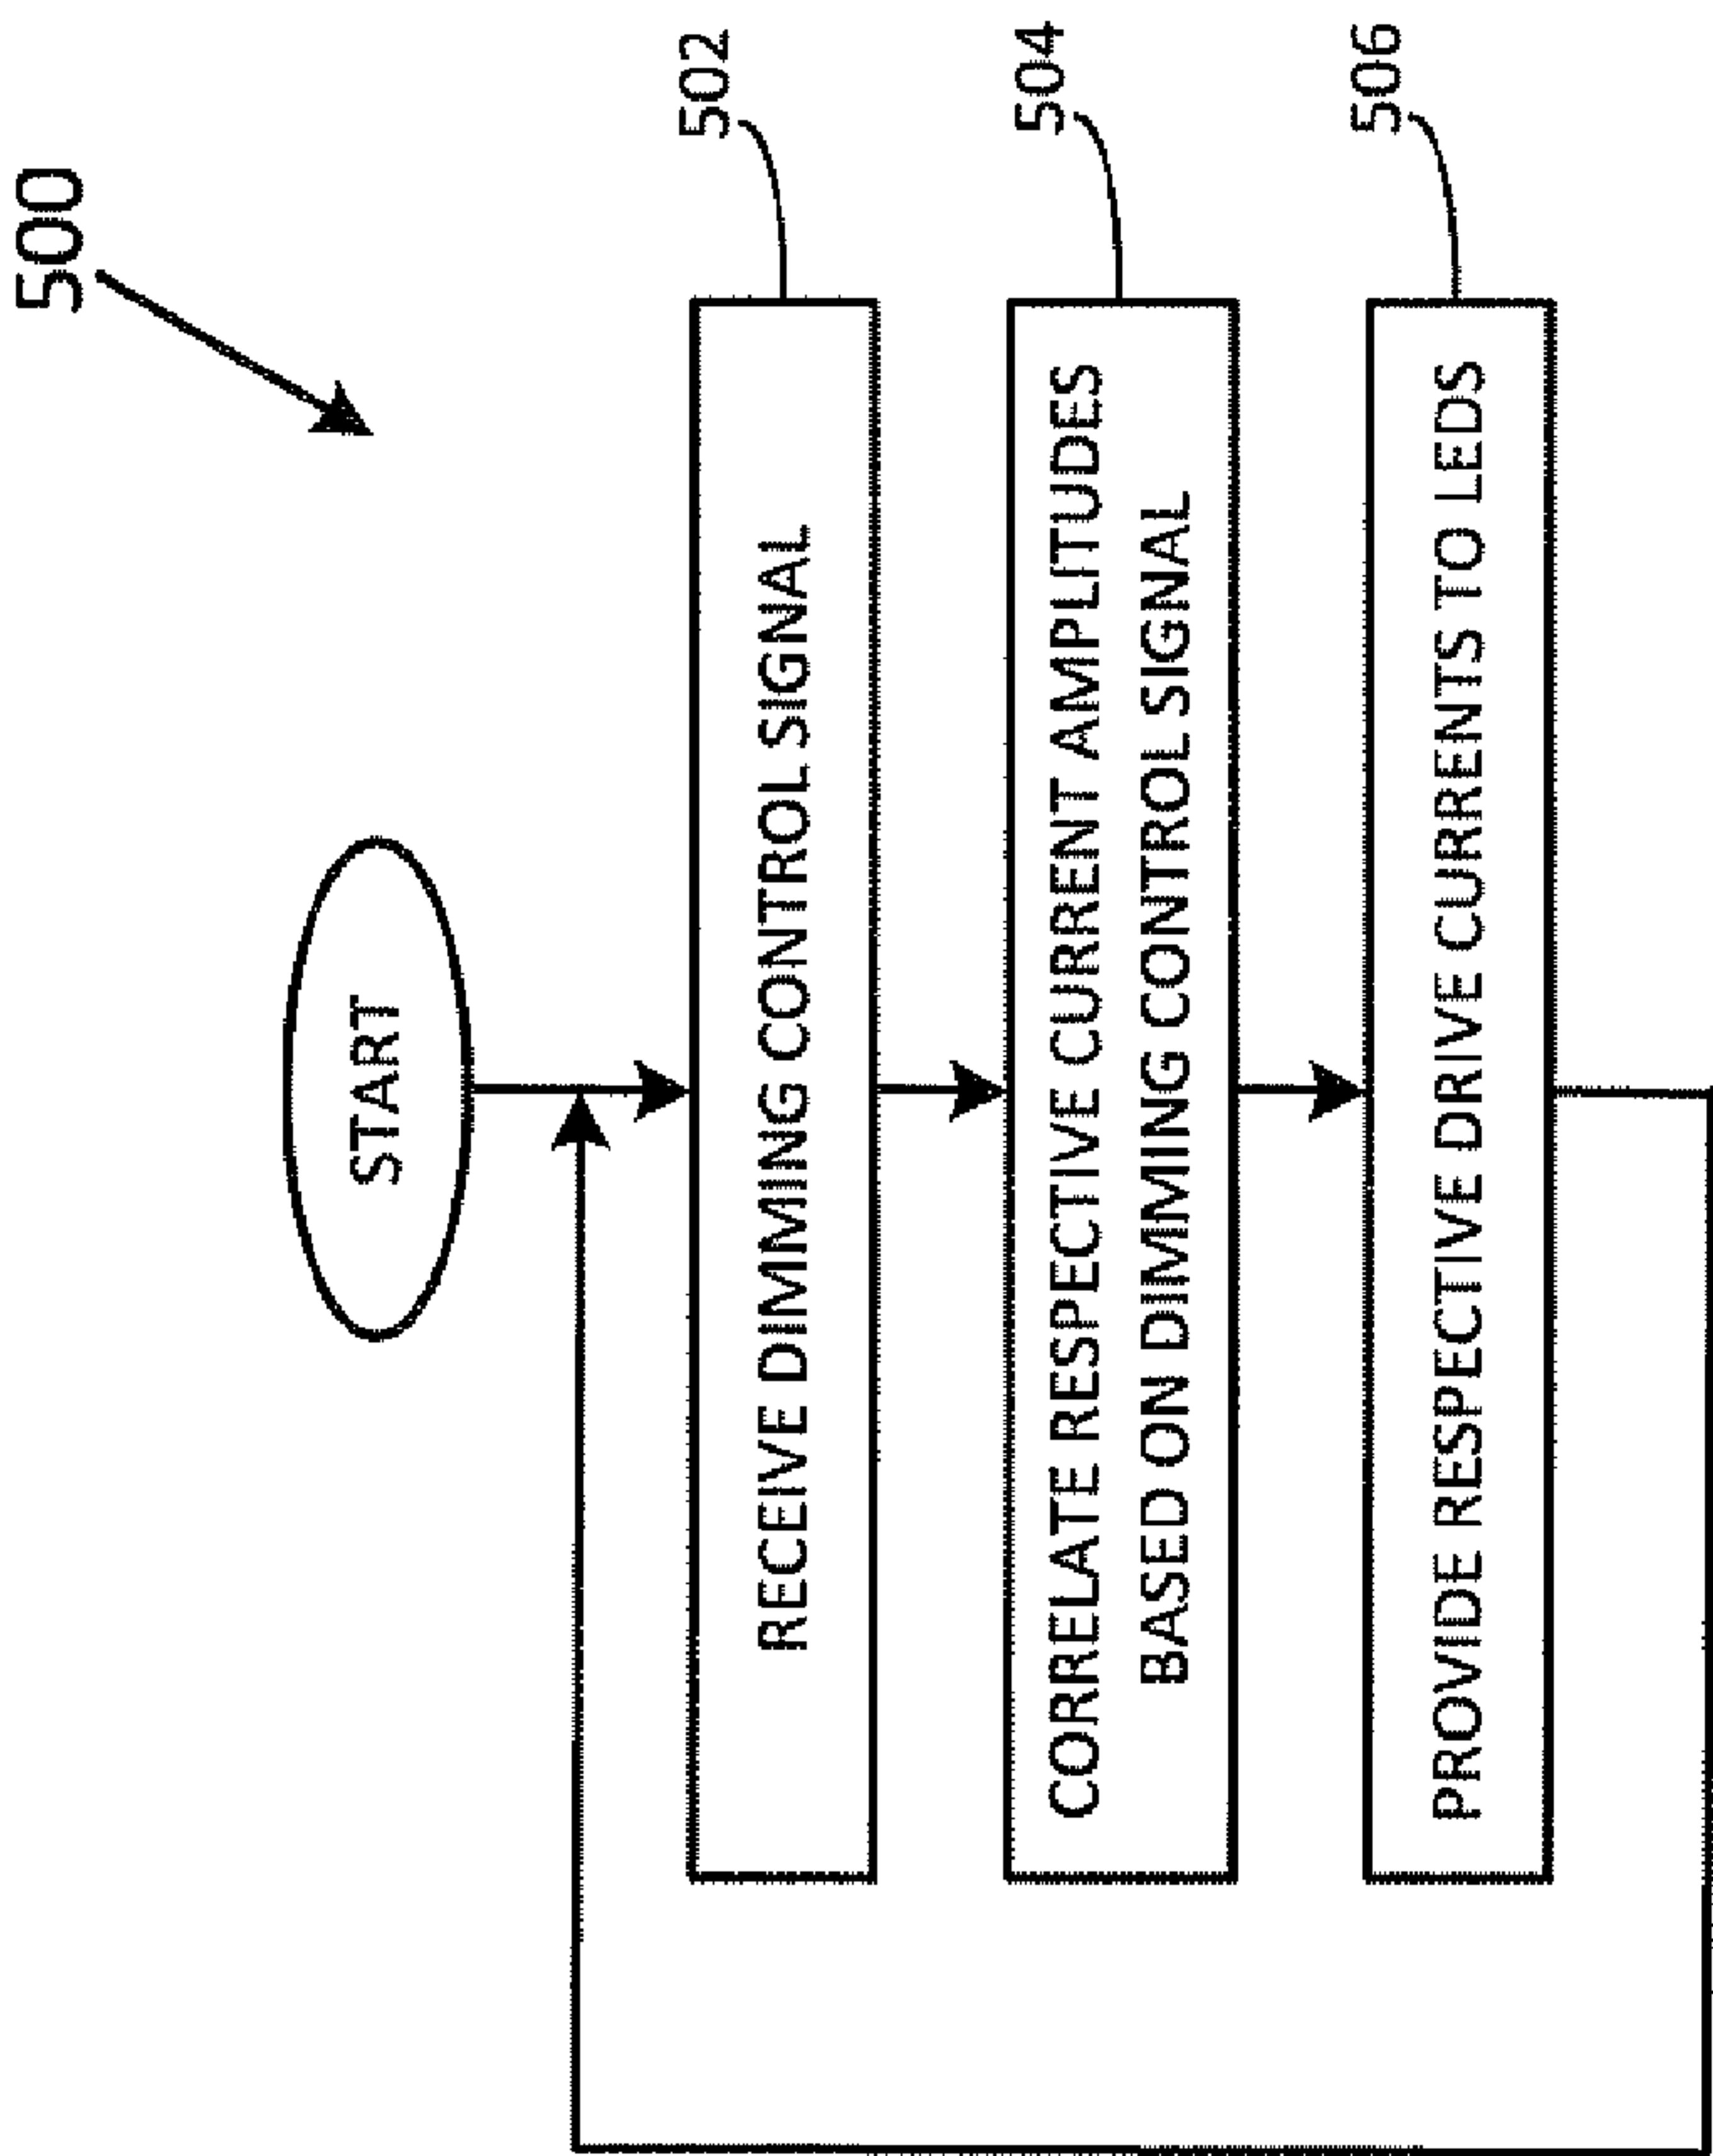 500
START
RECEIVE DIMMING CONTROL SIGNAL
502
CORRELATE RESPECTIVE CURRENT AMPLITUDES
BASED ON DIMMING CONTROL SIGNAL
504
PROVIDE RESPECTIVE DRIVE CURRENTS TO LEDS
506